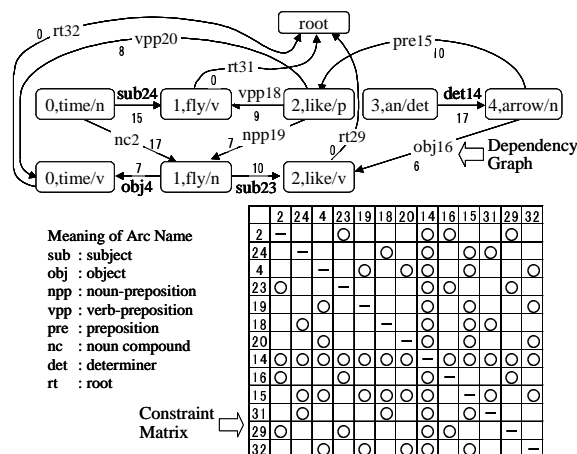 root
0
rt32
vpp20
8
rt31
0
pre15
10
0,time/n
sub24
15
1,fly/v
vpp18
9
2,like/p
3,an/det
det14
17
4,arrow/n
nc2
17
7
npp19
rt29
0
obj16
6
Dependency
Graph
0,time/v
7
obj4
1,fly/n
10
sub23
2,like/v
Meaning of Arc Name
sub : subject
obj : object
npp : noun-preposition
vpp : verb-preposition
pre : preposition
nc : noun compound
det : determiner
rt : root
Constraint
Matrix
2 24 4 23 19 18 20 14 16 15 31 29 32
2 – ○ ○ ○ ○
24 – ○ ○ ○ ○
4 – ○ ○ ○ ○ ○
23 ○ – ○ ○ ○
19 ○ – ○ ○ ○
18 ○ – ○ ○ ○
20 ○ – ○ ○ ○
14 ○ ○ ○ ○ ○ ○ ○ – ○ ○ ○ ○ ○
16 ○ ○ ○ – ○
15 ○ ○ ○ ○ ○ ○ – ○ ○
31 ○ ○ ○ ○ –
29 ○ ○ ○ ○ –
32 ○ ○ ○ ○ ○ –